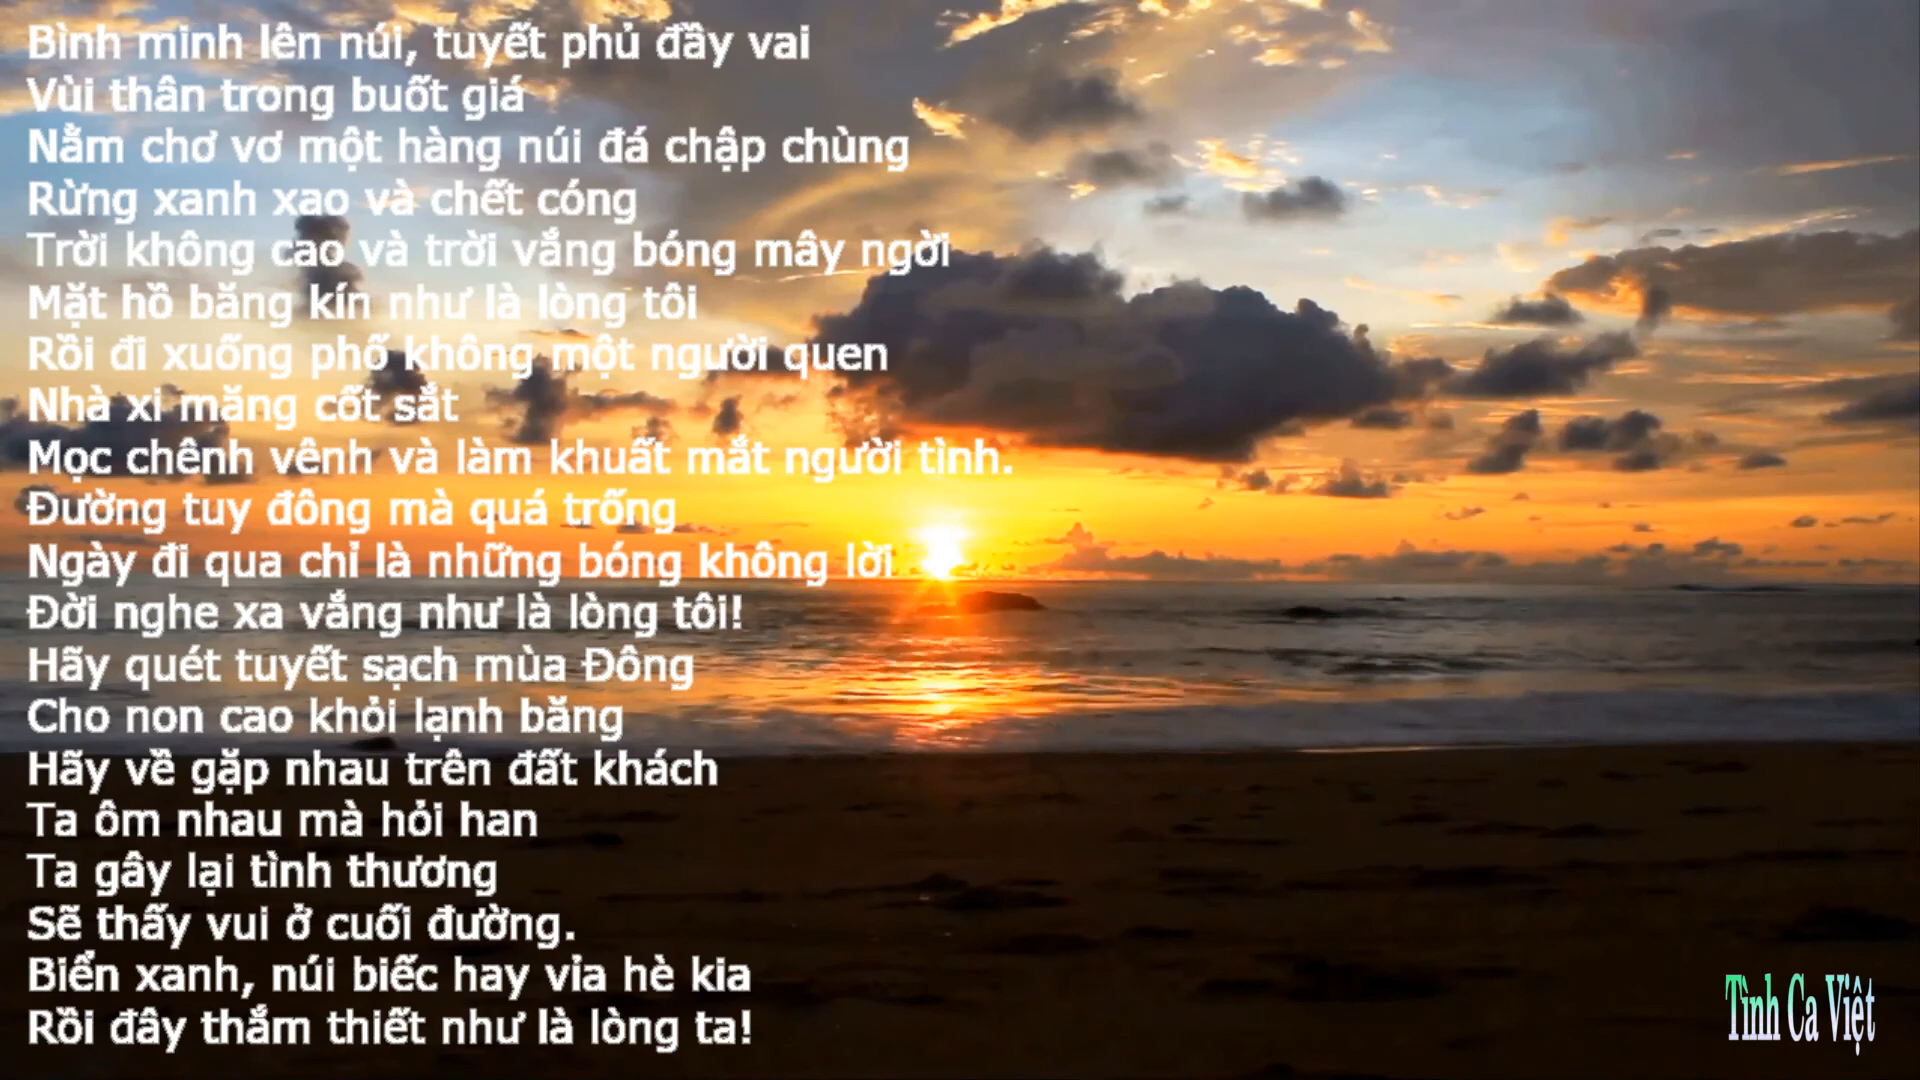 Bình minh lên núi, tuyết phủ đầy vai
Vùi thân trong buốt giá
Nằm chơ vơ một hàng núi đá chập chùng
Rừng xanh xao và chết cóng
Trời không cao và trời vắng bóng mây ngời
Mặt hồ băng kín như là lòng tôi
Rồi đi xuống phố không một người quen
Nhà xi măng cốt sắt
Mọc chênh vênh và làm khuất mắt người tình.
Đường tuy đông mà quá trống
Ngày đi qua chỉ là những bóng không lời
Đời nghe xa vắng như là lòng tôi!
Hãy quét tuyết sạch mùa Đông
Cho non cao khỏi lạnh băng
Hãy về gặp nhau trên đất khách
Ta ôm nhau mà hỏi han
Ta gây lại tình thương
Sẽ thấy vui ở cuối đường.
Biển xanh, núi biếc hay vỉa hè kia
Rồi đây thắm thiết như là lòng ta!
Tình Ca Việt